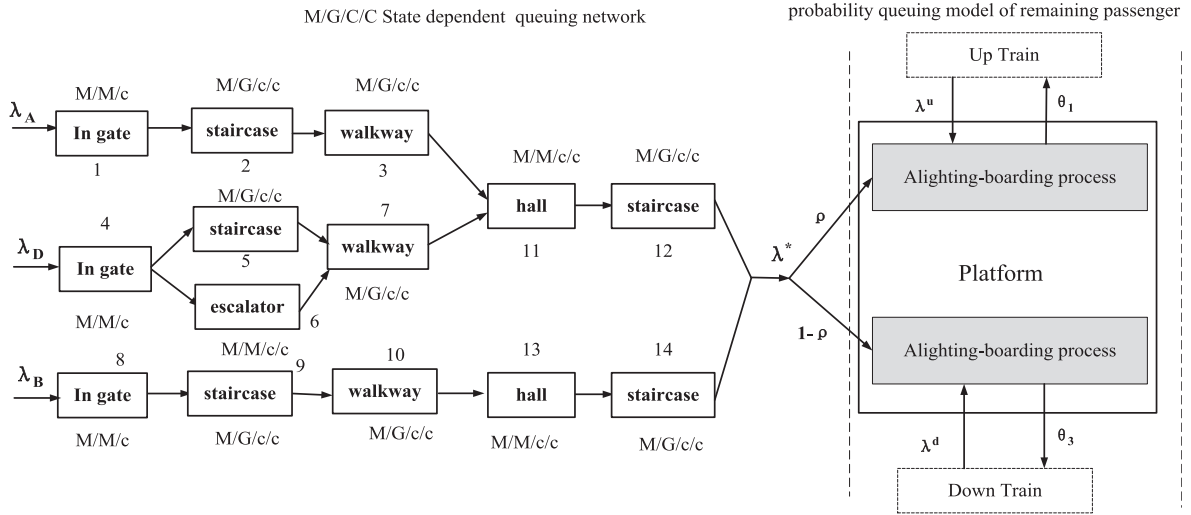 M/G/C/C State dependent queuing network
probability queuing model of remaining passenger
M/M/c
M/G/c/c
M/G/c/c
λA
In gate
staircase
walkway
1
2
3
M/M/c/c
M/G/c/c
hall
staircase
11
12
4
M/G/c/c
7
λD
In gate
staircase
5
walkway
escalator
6
M/G/c/c
M/M/c
M/M/c/c
8
9
10
13
14
λB
In gate
staircase
walkway
hall
staircase
M/M/c
M/G/c/c
M/G/c/c
M/M/c/c
M/G/c/c
λ*
ρ
1-ρ
Up Train
λu
θ1
Alighting-boarding process
Platform
Alighting-boarding process
λd
θ3
Down Train